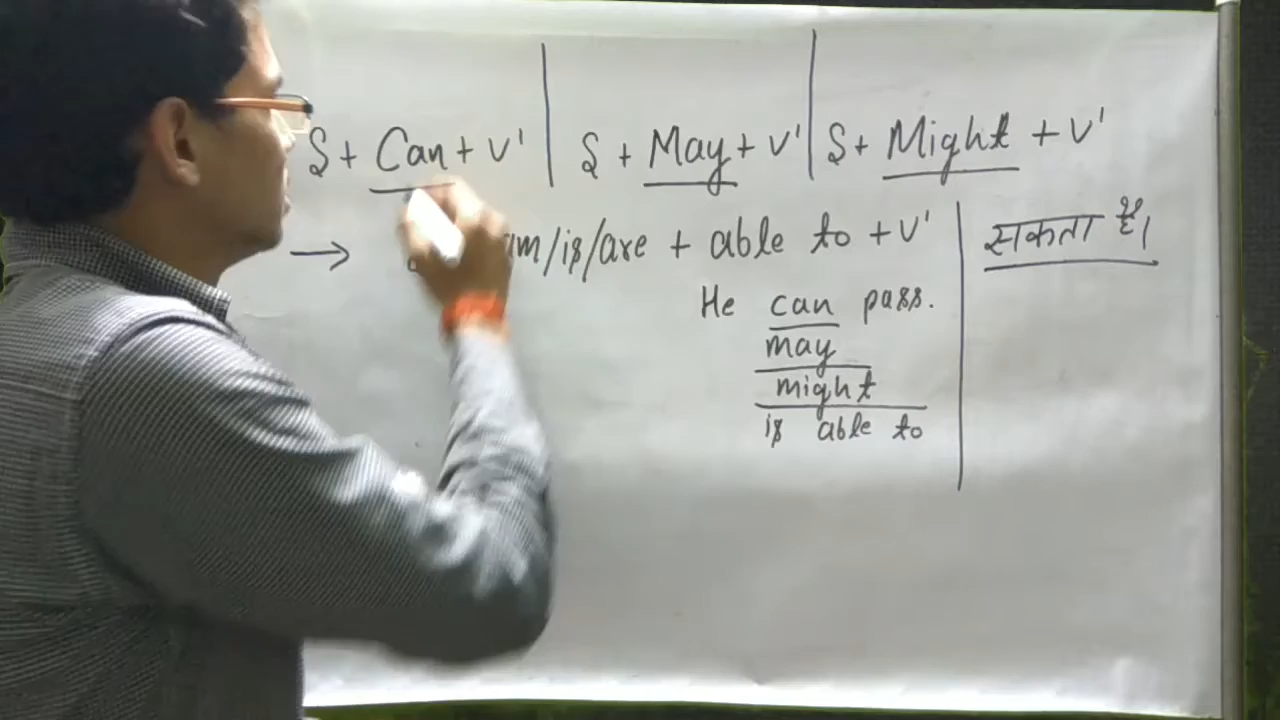 S + Can + V' | S + May + V' | S + Might + V'
→ am/is/are + able to + V' | सकता है।
He can pass.
may
might
is able to